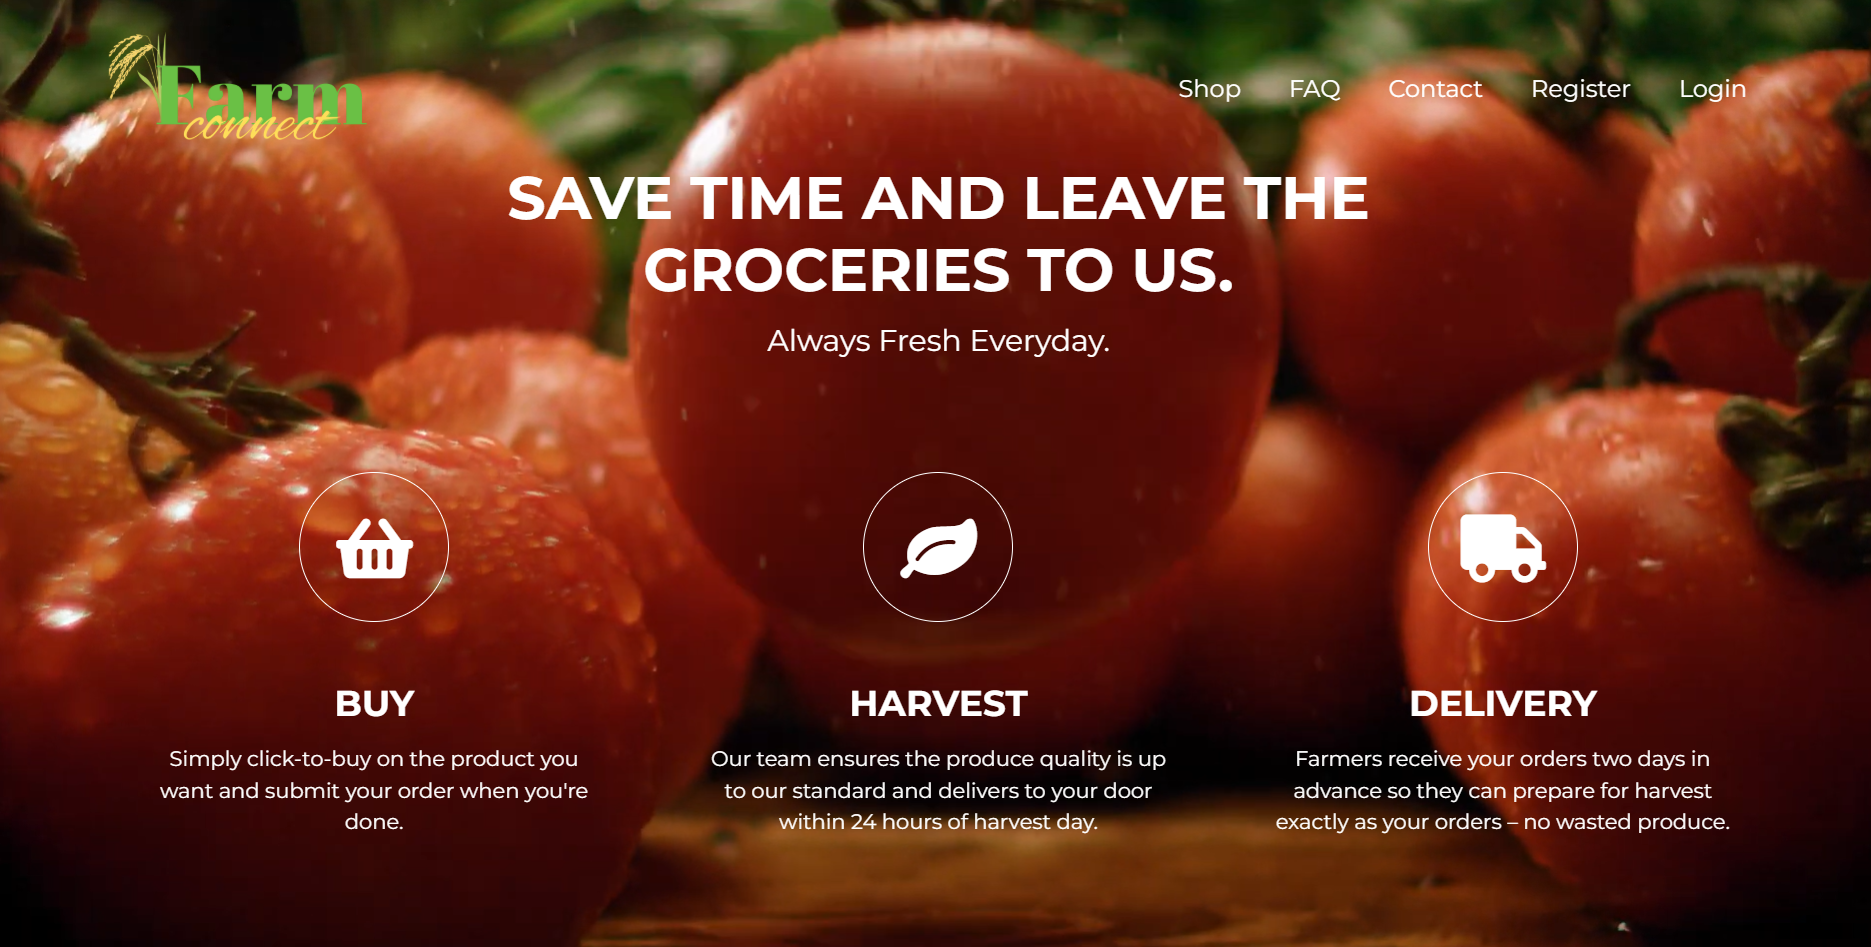 Farm
connect
Shop FAQ Contact Register Login
SAVE TIME AND LEAVE THE
GROCERIES TO US.
Always Fresh Everyday.
BUY
Simply click-to-buy on the product you
want and submit your order when you're
done.
HARVEST
Our team ensures the produce quality is up
to our standard and delivers to your door
within 24 hours of harvest day.
DELIVERY
Farmers receive your orders two days in
advance so they can prepare for harvest
exactly as your orders – no wasted produce.